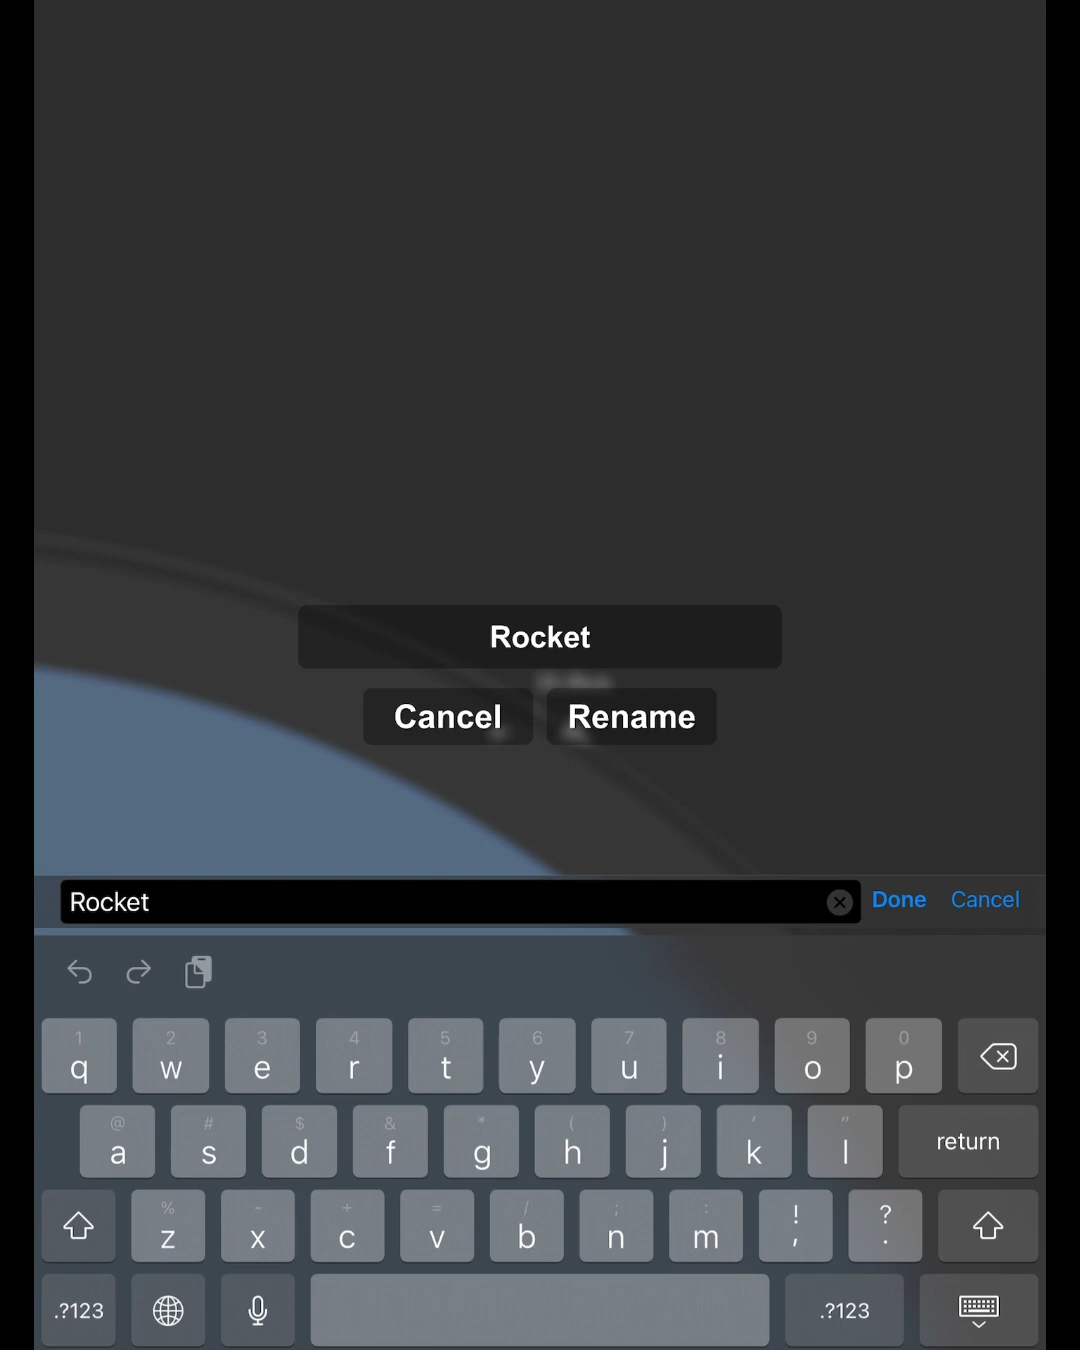 Rocket
Cancel Rename
Rocket Done Cancel
1 2 3 4 5 6 7 8 9 0
q w e r t y u i o p
@ # $ & * ( ) ' "
a s d f g h j k l return
% - + = / ; : ! ?
z x c v b n m , .
.?123 .?123